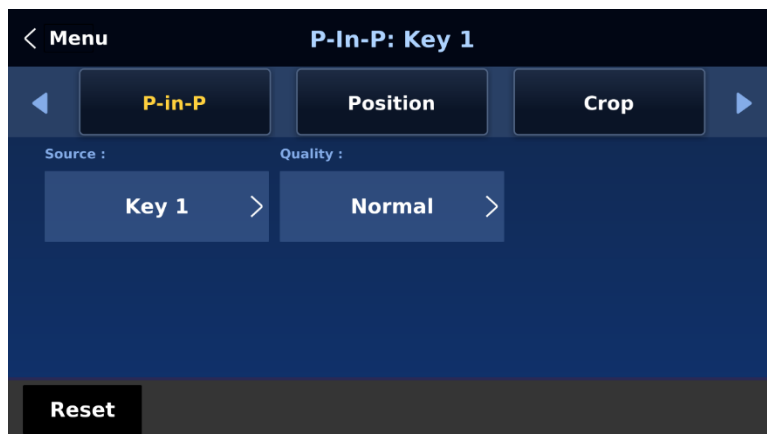 Menu
P-In-P: Key 1
P-in-P
Position
Crop
Source :
Quality :
Key 1
Normal
Reset